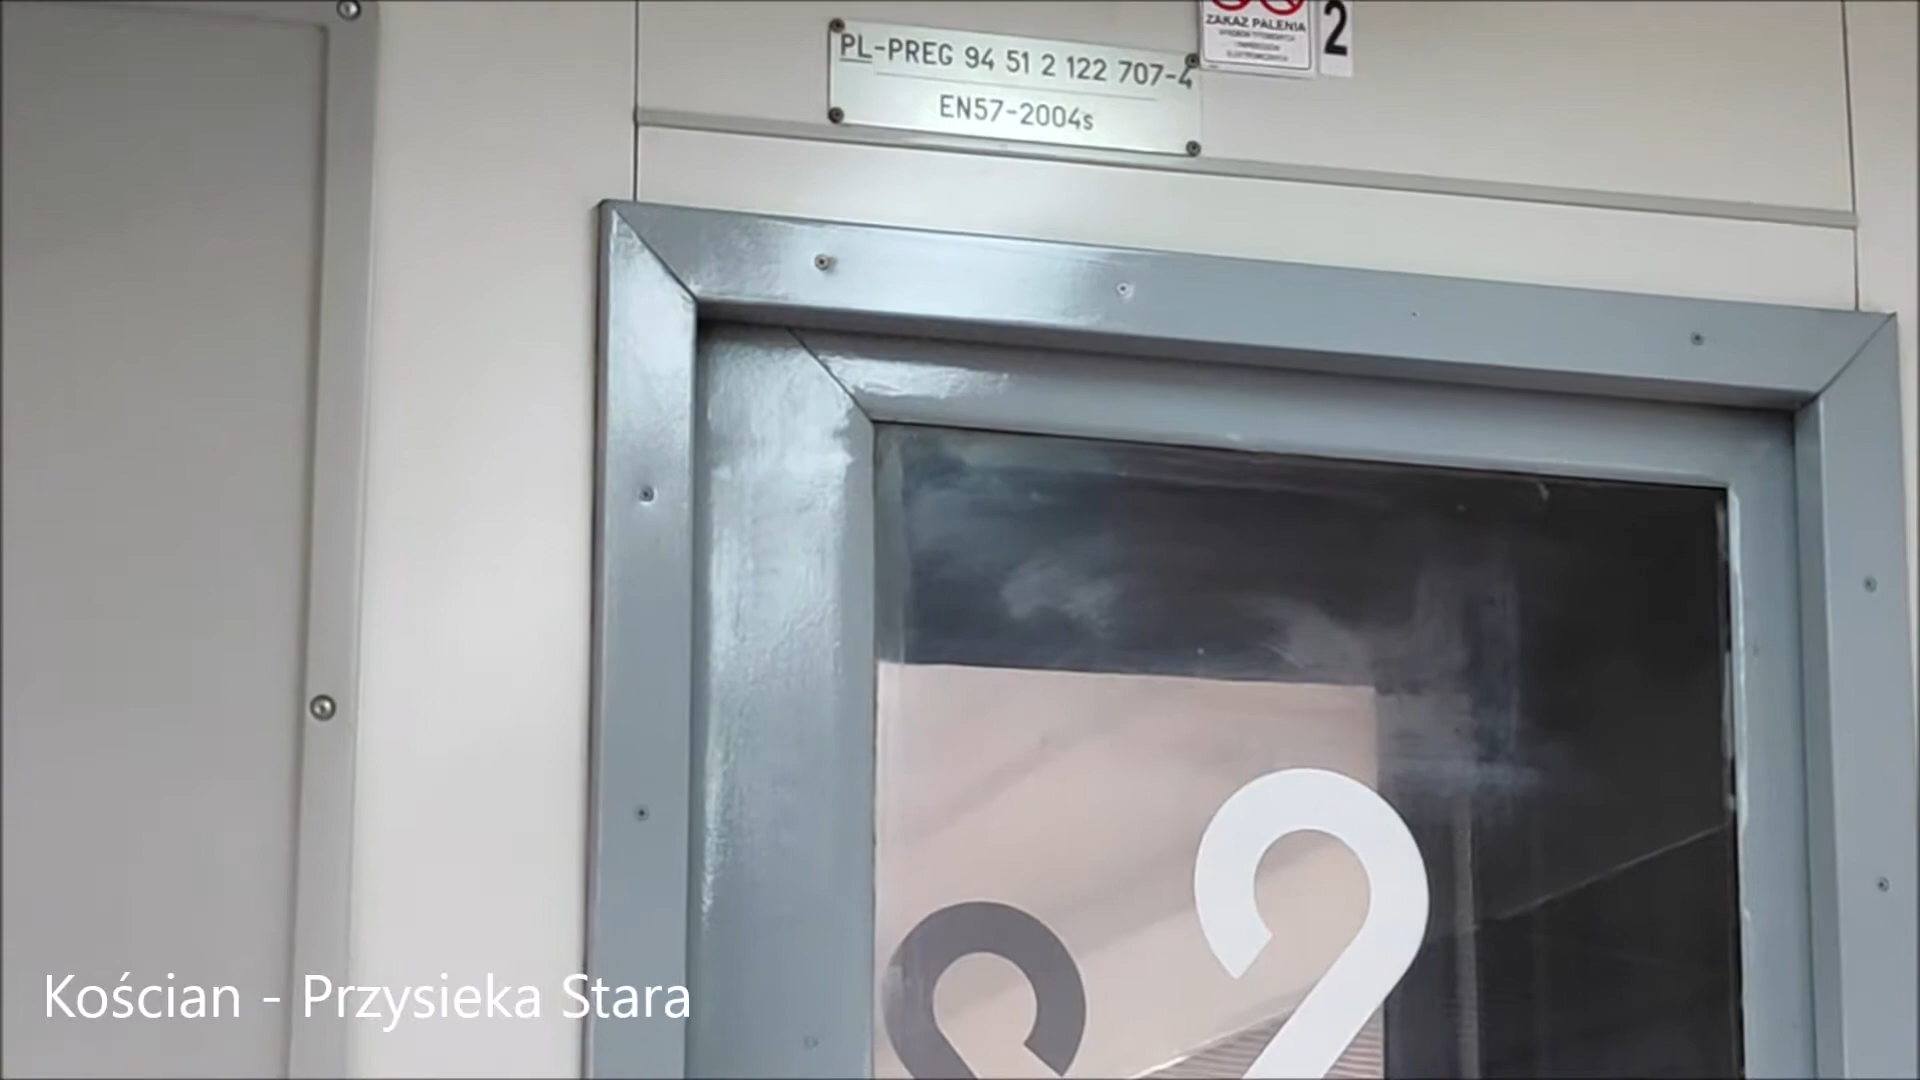 ZAKAZ PALENIA
2
PL-PREG 94 51 2 122 707-4
EN57-2004s
2
Kościan - Przysieka Stara